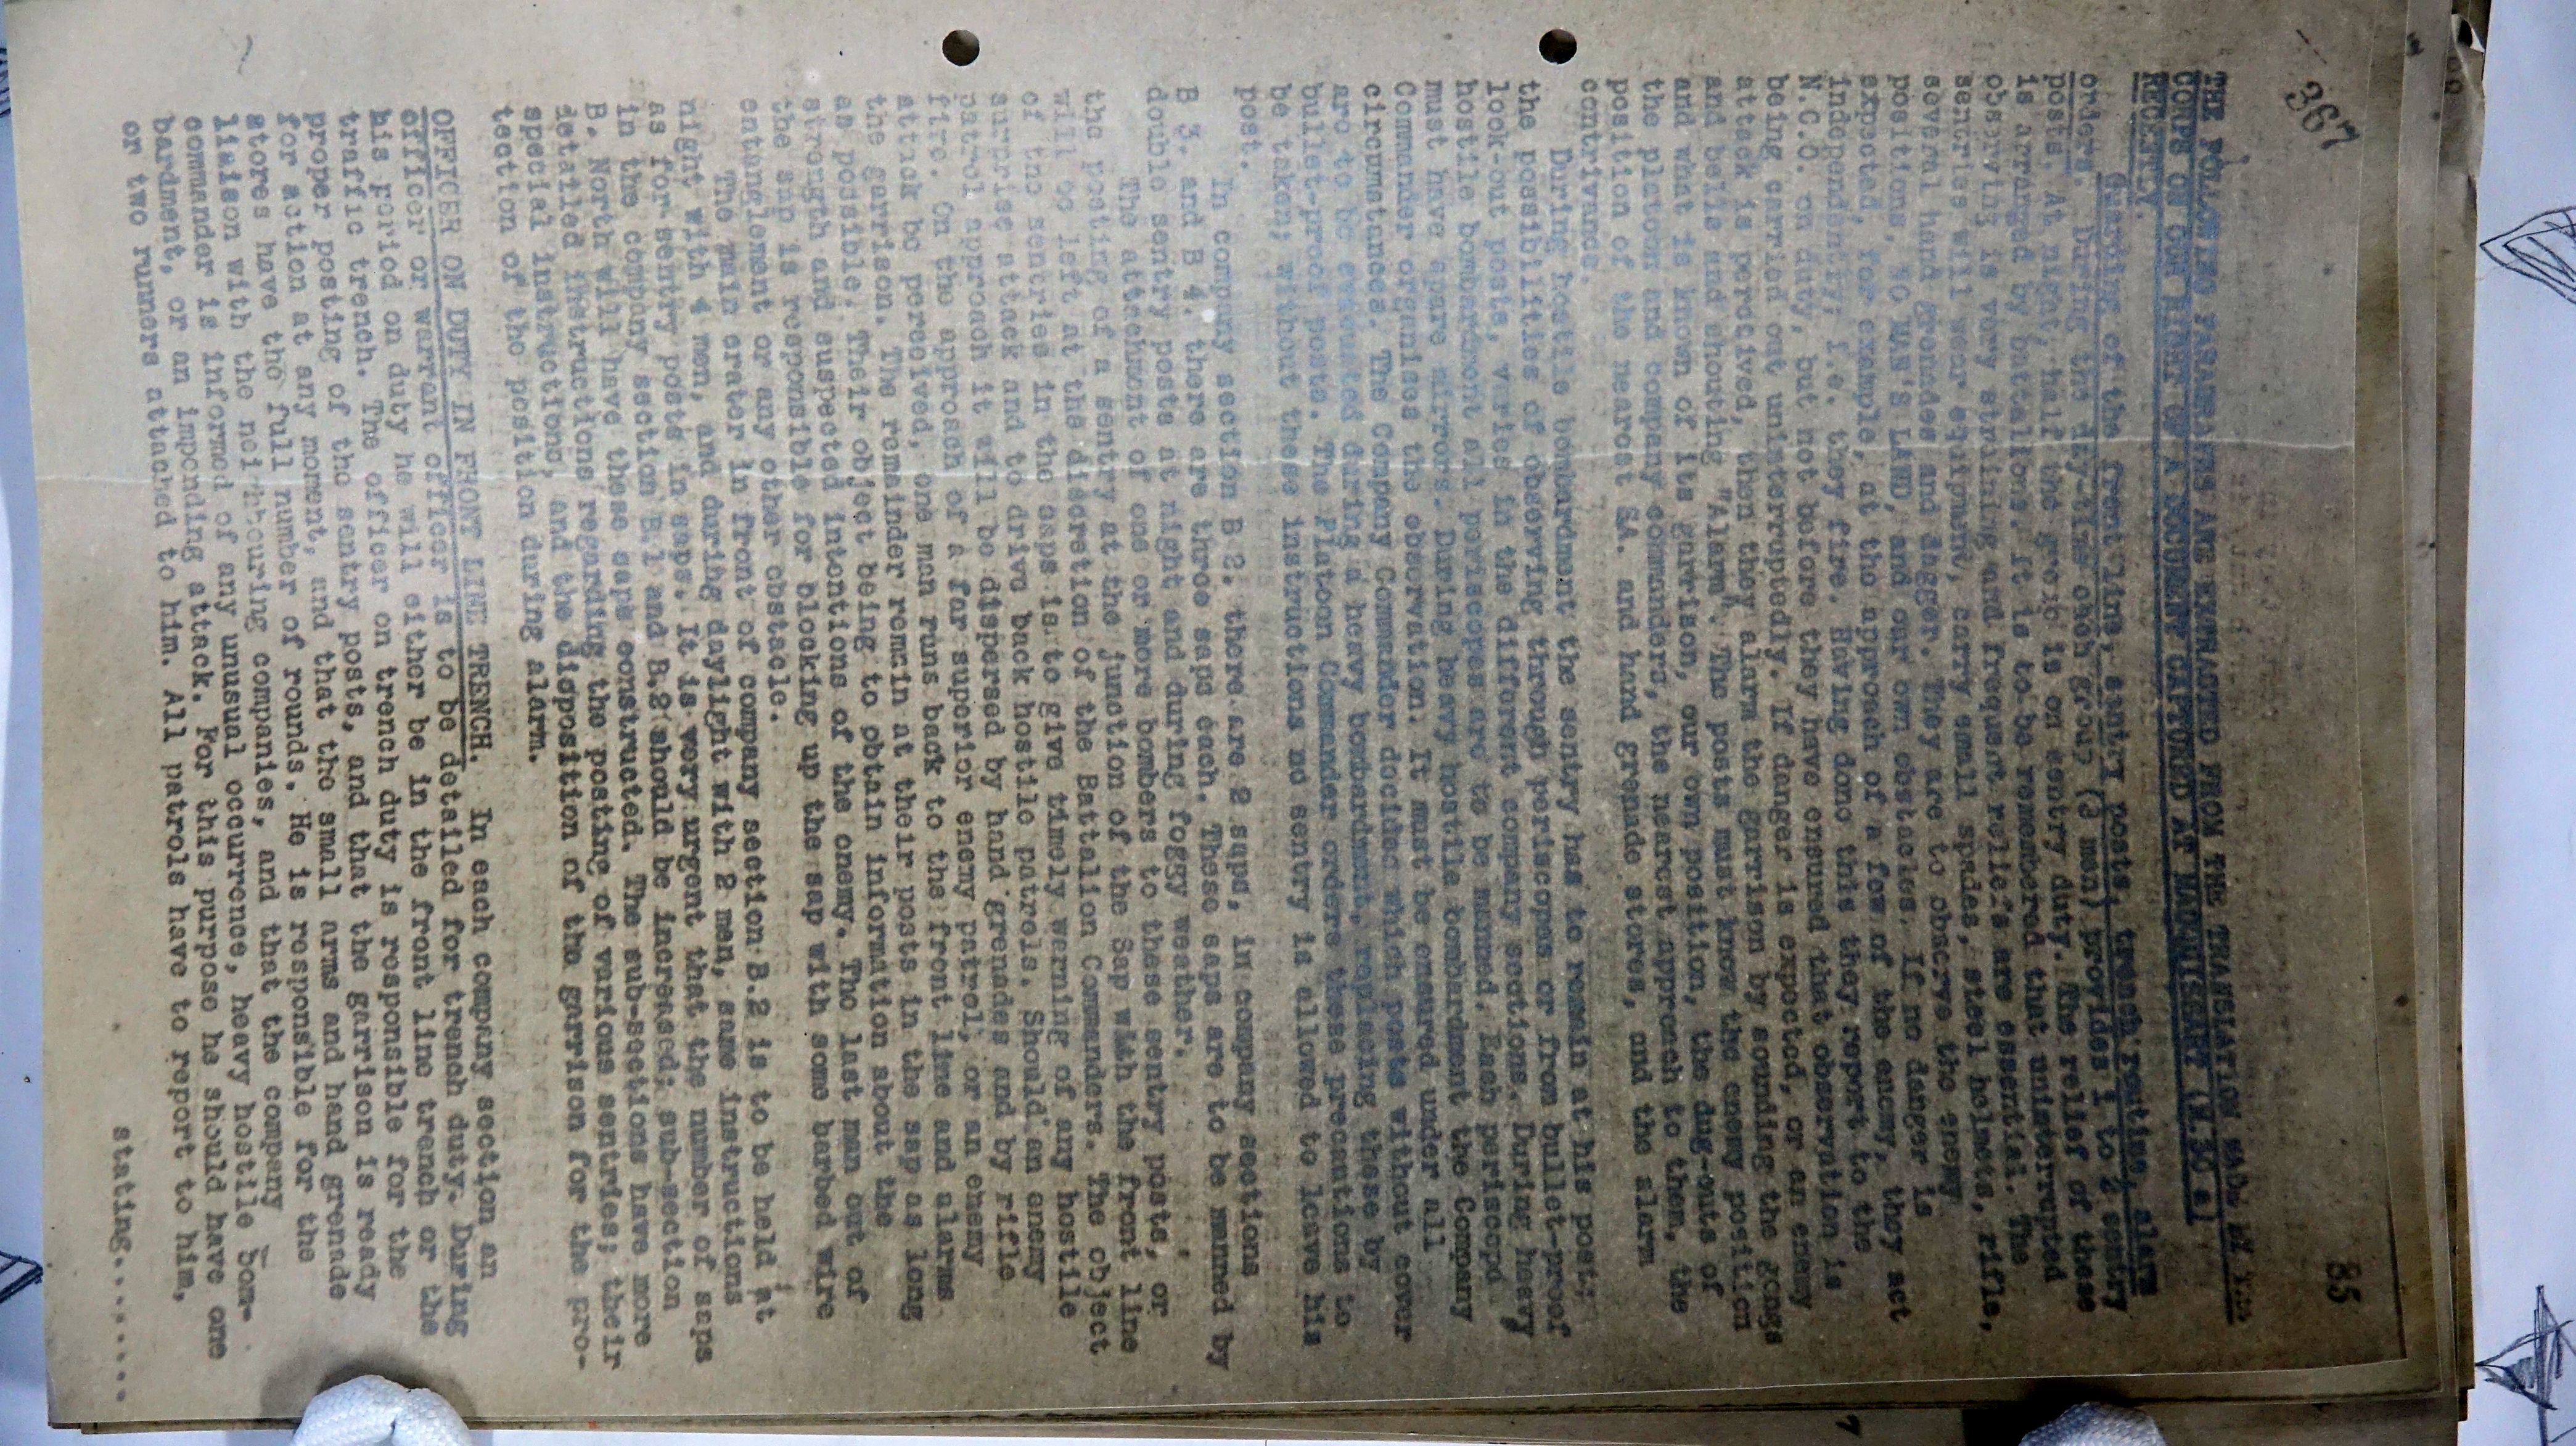 367
85
THE FOLLOWING PARAGRAPHS ARE EXTRACTED FROM THE TRANSLATION MADE BY THE
CORPS ON OUR RIGHT OF A DOCUMENT CAPTURED AT
RECENTLY.
Guarding of the front line, sentry posts, trench routine, alarm
orders. During the day-time each group (8 men) provides 1 to 2 sentry
posts. At night, half the group is on sentry duty. The relief of these
is arranged by battalions. It is to be remembered that uninterrupted
observing is very straining and frequent reliefs are essential. The
sentries will wear equipment, carry small spades, steel helmets, rifle,
several hand grenades and dagger. They are to observe the enemy
positions, NO MAN'S LAND, and our own obstacles. If no danger is
expected, for example, at the approach of a few of the enemy, they act
independently; i.e. they fire. Having done this they report to the
N.C.O. on duty, but not before they have ensured that observation is
being carried out uninterruptedly. If danger is expected, or an enemy
attack is perceived, then they alarm the garrison by sounding the gongs
and bells and shouting "Alarm". The posts must know the enemy position
and what is known of its garrison, our own position, the dug-outs of
the platoon and company commanders, the nearest approach to them, the
position of the nearest SA. and hand grenade stores, and the alarm
contrivance.
During hostile bombardment the sentry has to remain at his post;
the possibilities of observing through periscopes or from bullet-proof
look-out posts, varies in the different company sections. During heavy
hostile bombardment all periscopes are to be manned. Each periscope
must have spare mirrors. During heavy hostile bombardment the Company
Commander organises the observation. It must be ensured under all
circumstances. The Company Commander decides which posts without cover
are to be evacuated during a heavy bombardment, replacing these by
bullet-proof posts. The Platoon Commander orders these precautions to
be taken; without these instructions no sentry is allowed to leave his
post.
In company section B 2. there are 2 saps, in company sections
B 3. and B 4. there are three saps each. These saps are to be manned by
double sentry posts at night and during foggy weather.
The attachment of one or more bombers to these sentry posts, or
the posting of a sentry at the junction of the Sap with the front line
will be left at the discretion of the Battalion Commanders. The object
of the sentries in the saps is to give timely warning of any hostile
surprise attack and to drive back hostile patrols. Should an enemy
patrol approach it will be dispersed by hand grenades and by rifle
fire. On the approach of a far superior enemy patrol, or an enemy
attack be perceived, one man runs back to the front line and alarms
the garrison. The remainder remain at their posts in the sap as long
as possible. Their object being to obtain information about the
strength and suspected intentions of the enemy. The last man out of
the sap is responsible for blocking up the sap with some barbed wire
entanglement or any other obstacle.
The main crater in front of company section B.2 is to be held at
night with 4 men, and during daylight with 2 men, same instructions
as for sentry posts in saps. It is very urgent that the number of saps
in the company section B.1 and B.2 should be increased; sub-section
B. North will have these saps constructed. The sub-sections have more
detailed instructions regarding the posting of various sentries; their
special instructions, and the disposition of the garrison for the pro-
tection of the position during alarm.
OFFICER ON DUTY IN FRONT LINE TRENCH. In each company section an
officer or warrant officer is to be detailed for trench duty. During
his period on duty he will either be in the front line trench or the
traffic trench. The officer on trench duty is responsible for the
proper posting of the sentry posts, and that the garrison is ready
for action at any moment, and that the small arms and hand grenade
stores have the full number of rounds. He is responsible for the
liaison with the neighbouring companies, and that the company
commander is informed of any unusual occurrence, heavy hostile bom-
bardment, or an impending attack. For this purpose he should have one
or two runners attached to him. All patrols have to report to him,
stating.......